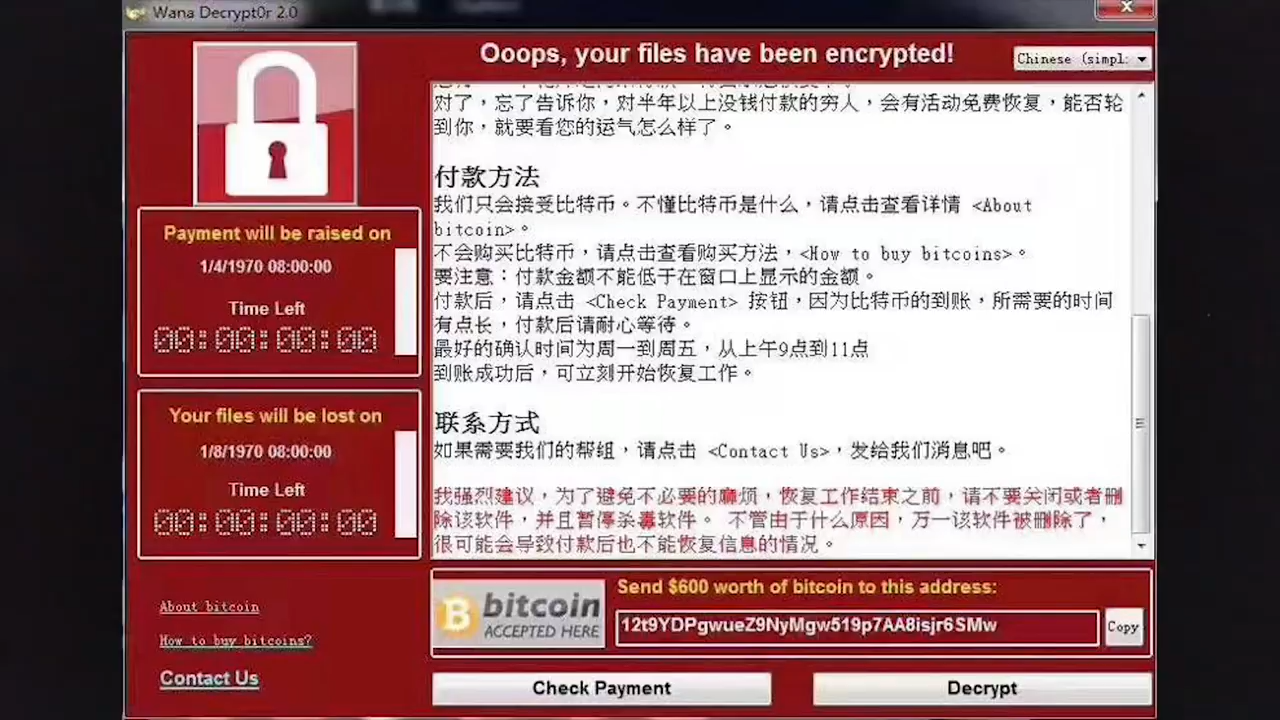 Wana Decrypt0r 2.0
Ooops, your files have been encrypted!
Chinese (simpl:
对了，忘了告诉你，对半年以上没钱付款的穷人，会有活动免费恢复，能否轮
到你，就要看您的运气怎么样了。
付款方法
我们只会接受比特币。不懂比特币是什么，请点击查看详情 <About
bitcoin>。
不会购买比特币，请点击查看购买方法，<How to buy bitcoins>。
要注意：付款金额不能低于在窗口上显示的金额。
付款后，请点击 <Check Payment> 按钮，因为比特币的到账，所需要的时间
有点长，付款后请耐心等待。
最好的确认时间为周一到周五，从上午9点到11点
到账成功后，可立刻开始恢复工作。
联系方式
如果需要我们的帮组，请点击 <Contact Us>，发给我们消息吧。
我强烈建议，为了避免不必要的麻烦，恢复工作结束之前，请不要关闭或者删
除该软件，并且暂停杀毒软件。 不管由于什么原因，万一该软件被删除了，
很可能会导致付款后也不能恢复信息的情况。
Payment will be raised on
1/4/1970 08:00:00
Time Left
00:00:00:00
Your files will be lost on
1/8/1970 08:00:00
Time Left
00:00:00:00
About bitcoin
How to buy bitcoins?
Contact Us
bitcoin
ACCEPTED HERE
Send $600 worth of bitcoin to this address:
12t9YDPgwueZ9NyMgw519p7AA8isjr6SMw
Copy
Check Payment
Decrypt